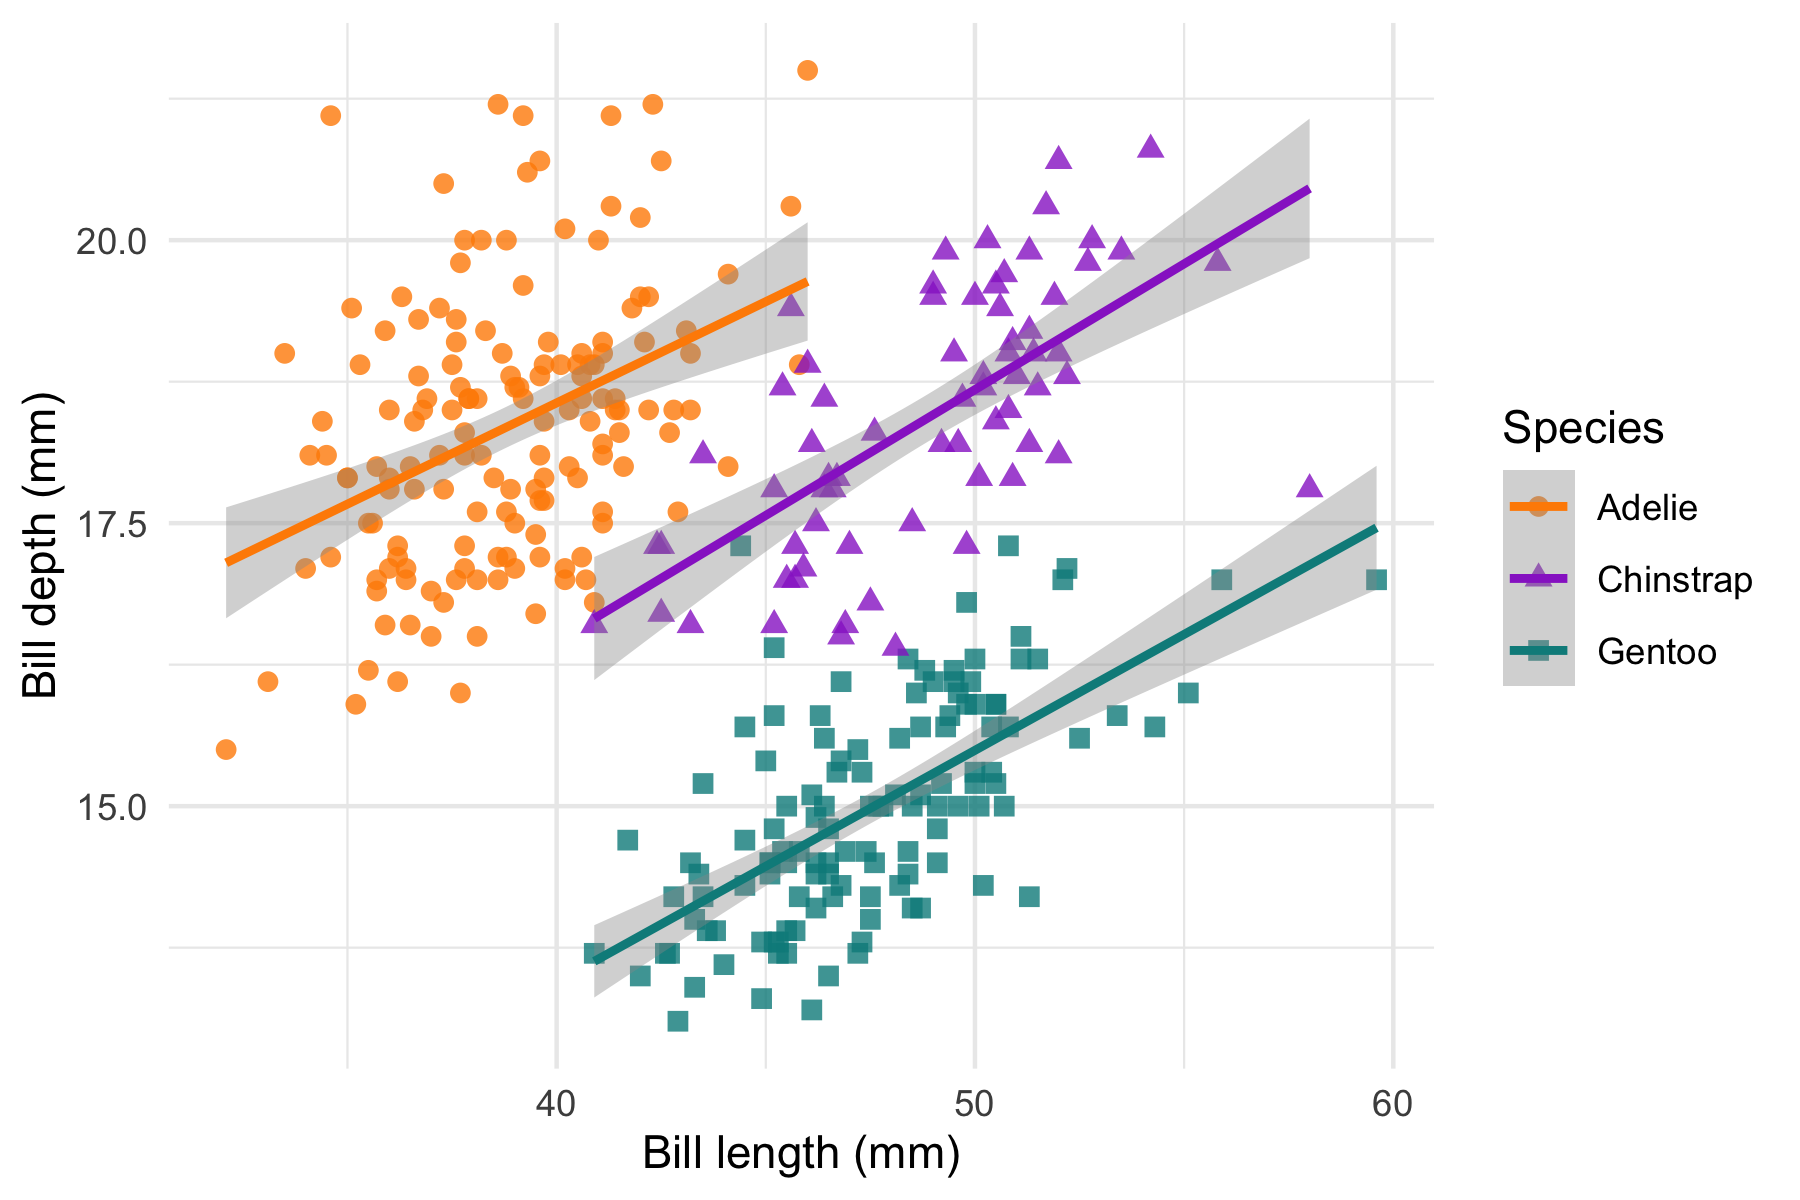 20.0
17.5
15.0
Bill depth (mm)
40 50 60
Bill length (mm)
Species
Adelie
Chinstrap
Gentoo